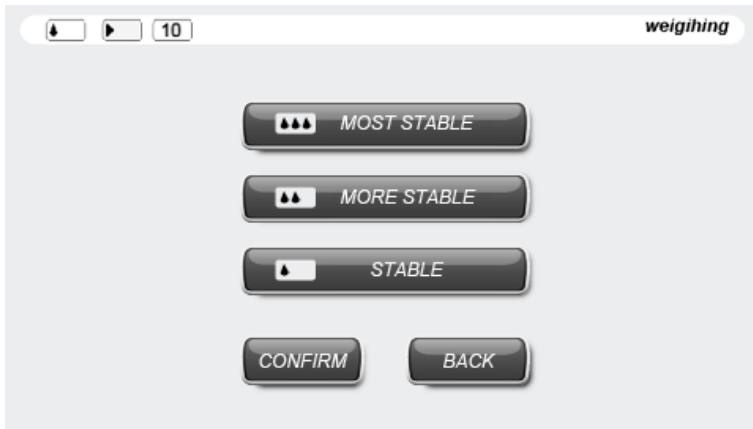 10 weigihing
MOST STABLE
MORE STABLE
STABLE
CONFIRM BACK